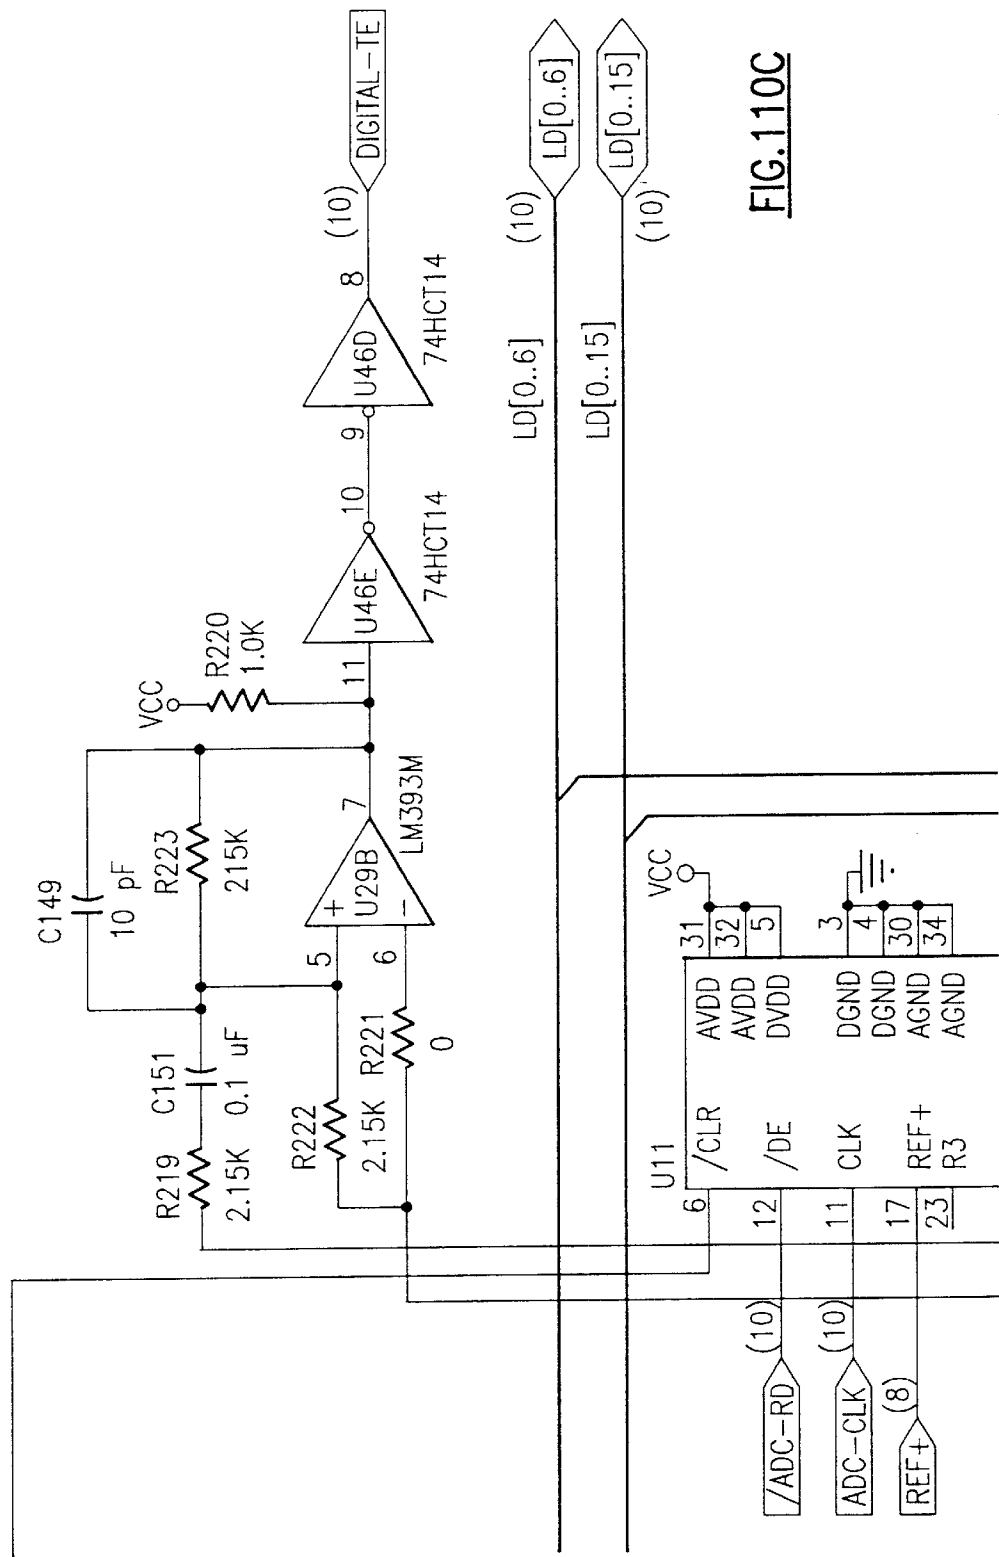 C149
10 pF
R223
215K
C151
0.1 uF
R219
2.15K
VCC
R220
1.0K
R222
2.15K
R221
0
5
6
+
-
U29B
7
LM393M
11
U46E
10
74HCT14
9
U46D
8
74HCT14
(10)
DIGITAL-TE
LD[0..6]
(10)
LD[0..6]
LD[0..15]
(10)
LD[0..15]
U11
6
/CLR
12
/DE
11
CLK
17
REF+
23
R3
AVDD
31
AVDD
32
DVDD
5
VCC
DGND
3
DGND
4
AGND
30
AGND
34
/ADC-RD
(10)
ADC-CLK
(10)
REF+
(8)
FIG.110C